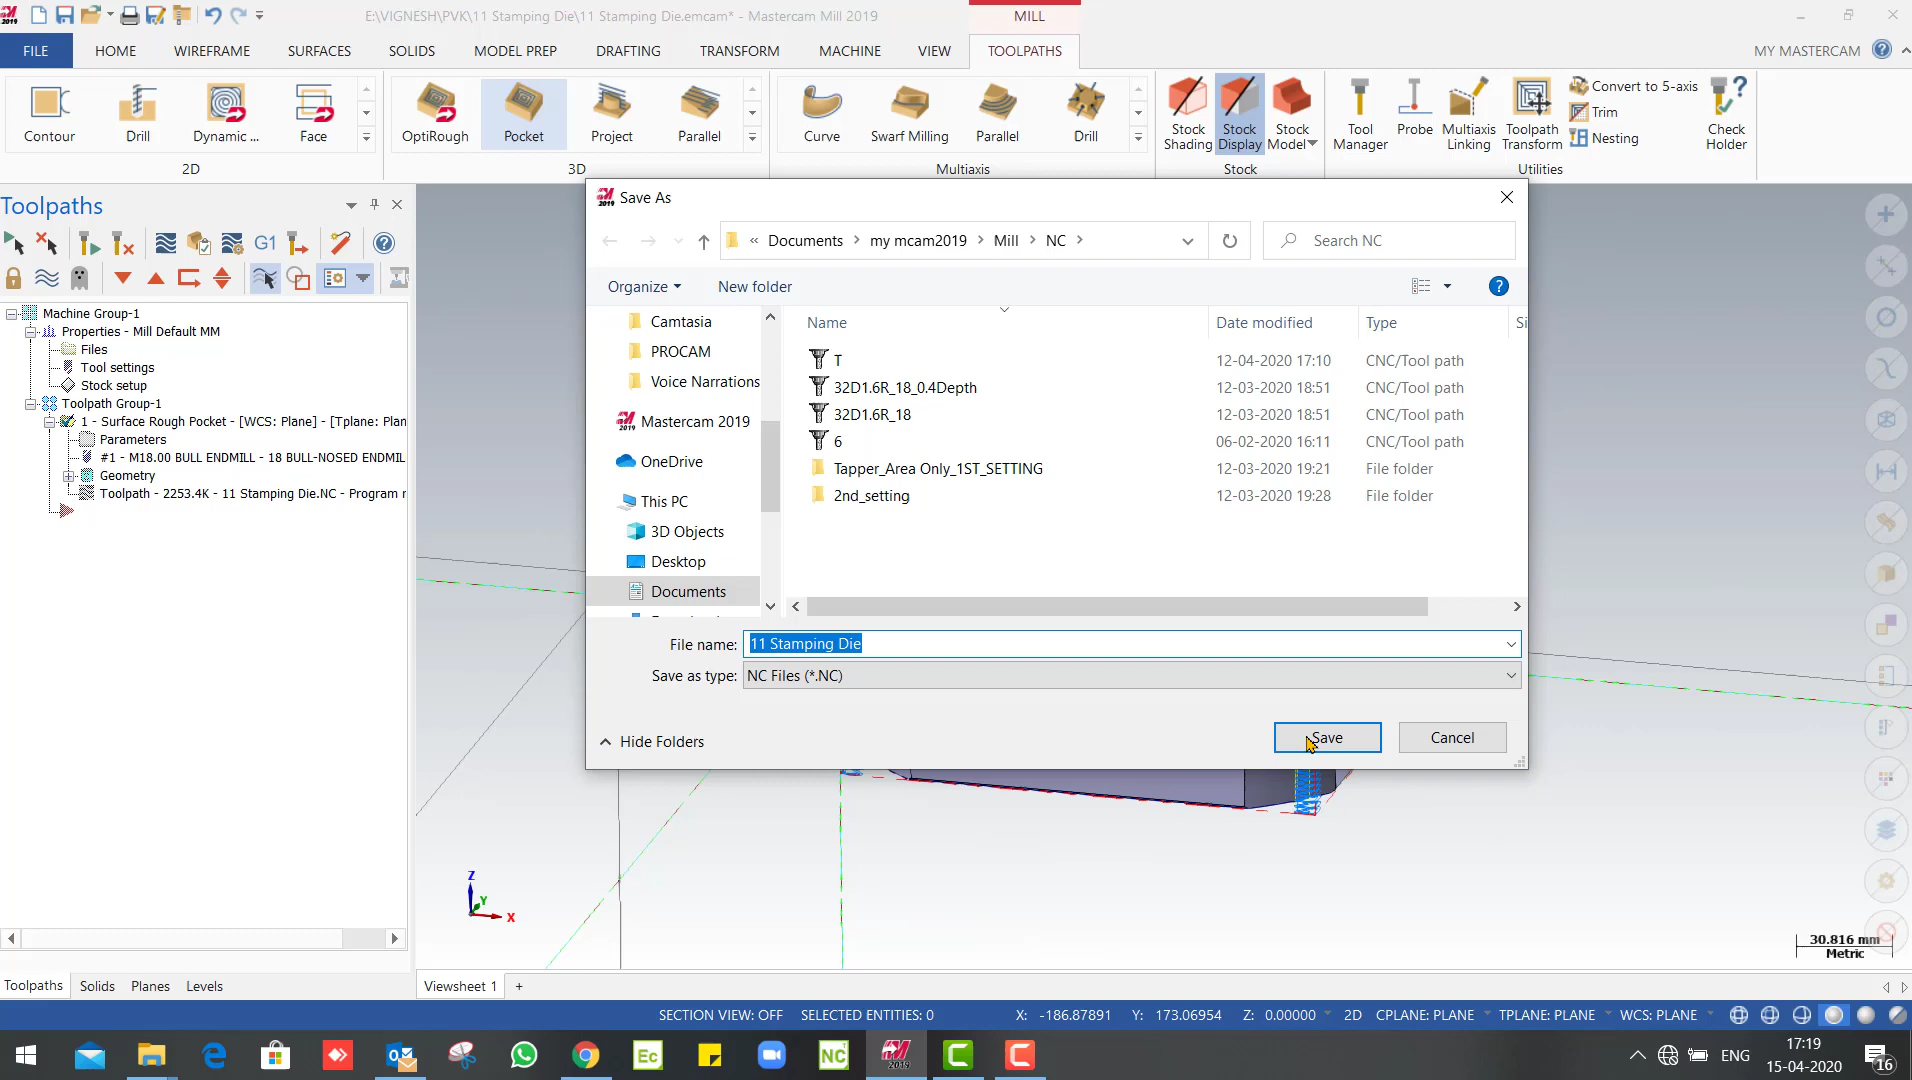 E:\VIGNESH\PVK\11 Stamping Die\11 Stamping Die.emcam* - Mastercam Mill 2019
MILL
FILE HOME WIREFRAME SURFACES SOLIDS MODEL PREP DRAFTING TRANSFORM MACHINE VIEW TOOLPATHS MY MASTERCAM
Contour Drill Dynamic ... Face OptiRough Pocket Project Parallel Curve Swarf Milling Parallel Drill
Stock Shading Stock Display Stock Model Tool Manager Probe Multiaxis Linking Toolpath Transform
Convert to 5-axis
Trim
Nesting
Check Holder
2D 3D Multiaxis Stock Utilities
Toolpaths
G1
Machine Group-1
Properties - Mill Default MM
Files
Tool settings
Stock setup
Toolpath Group-1
1 - Surface Rough Pocket - [WCS: Plane] - [Tplane: Plan
Parameters
#1 - M18.00 BULL ENDMILL - 18 BULL-NOSED ENDMIL
Geometry
Toolpath - 2253.4K - 11 Stamping Die.NC - Program n
Save As
« Documents > my mcam2019 > Mill > NC >
Search NC
Organize New folder
Camtasia
PROCAM
Voice Narrations
Mastercam 2019
OneDrive
This PC
3D Objects
Desktop
Documents
Name Date modified Type Si
T 12-04-2020 17:10 CNC/Tool path
32D1.6R_18_0.4Depth 12-03-2020 18:51 CNC/Tool path
32D1.6R_18 12-03-2020 18:51 CNC/Tool path
6 06-02-2020 16:11 CNC/Tool path
Tapper_Area Only_1ST_SETTING 12-03-2020 19:21 File folder
2nd_setting 12-03-2020 19:28 File folder
File name: 11 Stamping Die
Save as type: NC Files (*.NC)
Hide Folders
Save Cancel
Z
Y
X
30.816 mm
Metric
Toolpaths Solids Planes Levels Viewsheet 1 +
SECTION VIEW: OFF SELECTED ENTITIES: 0 X: -186.87891 Y: 173.06954 Z: 0.00000 2D CPLANE: PLANE TPLANE: PLANE WCS: PLANE
Ec NC 2019 ENG
17:19
15-04-2020
16